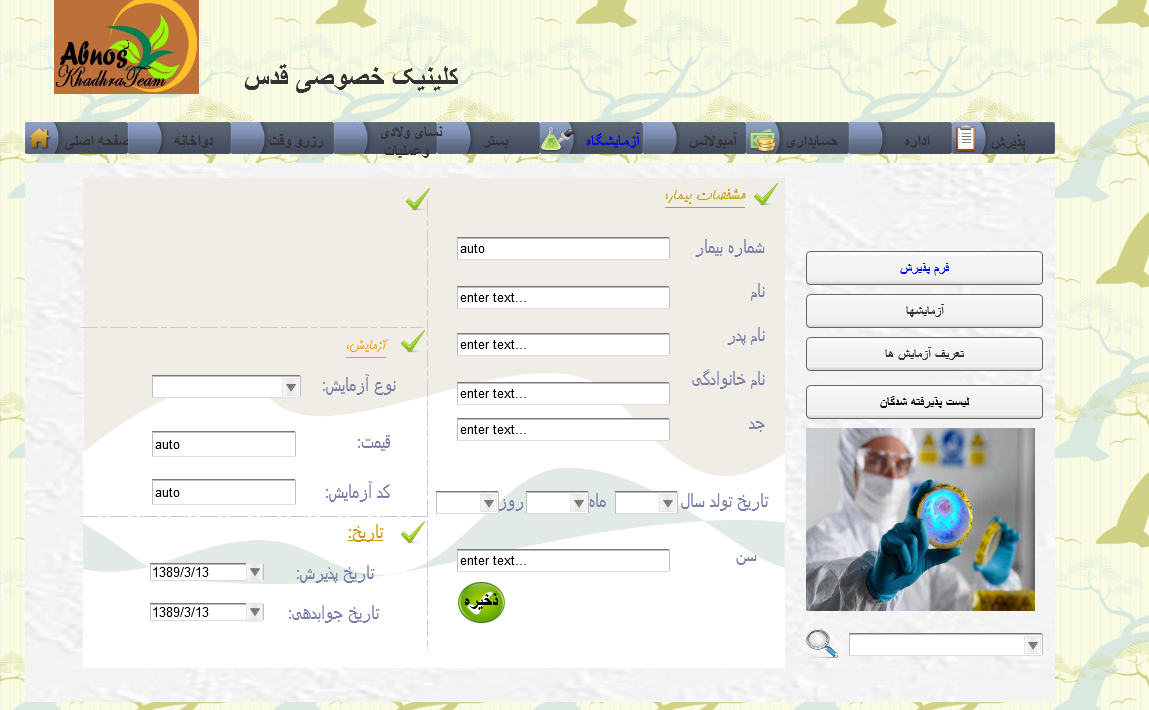 Abnos
KhadhraTeam
کلینیک خصوصی قدس
پذیرش
اداره
حسابداری
آمبولانس
آزمایشگاه
بستر
نسای ولادی
وعملیات
رزرو وقت
دواخانه
صفحه اصلی
فرم پذیرش
آزمایشها
تعریف آزمایش ها
لیست پذیرفته شدگان
مشخصات بیمار:
شماره بیمار auto
نام enter text...
نام پدر enter text...
نام خانوادگی enter text...
جد enter text...
تاریخ تولد سال ماه روز
سن enter text...
ذخیره
آزمایش:
نوع آزمایش:
قیمت: auto
کد آزمایش: auto
تاریخ:
تاریخ پذیرش: 1389/3/13
تاریخ جوابدهی: 1389/3/13